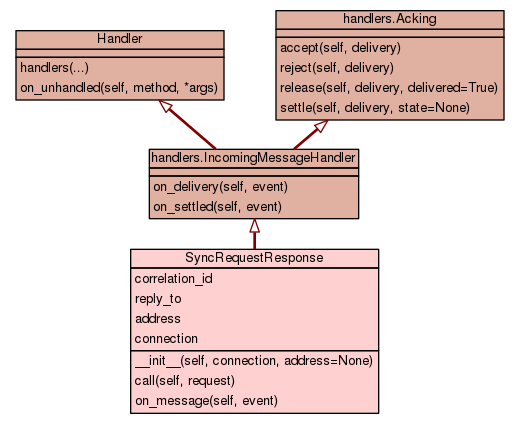 Handler
handlers(...)
on_unhandled(self, method, *args)
handlers.Acking
accept(self, delivery)
reject(self, delivery)
release(self, delivery, delivered=True)
settle(self, delivery, state=None)
handlers.IncomingMessageHandler
on_delivery(self, event)
on_settled(self, event)
SyncRequestResponse
correlation_id
reply_to
address
connection
__init__(self, connection, address=None)
call(self, request)
on_message(self, event)